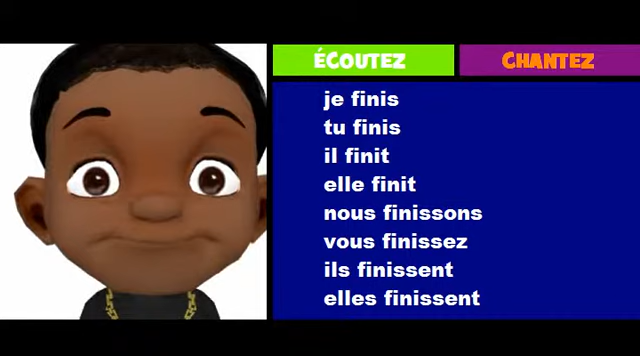 ÉCOUTEZ CHANTEZ
je finis
tu finis
il finit
elle finit
nous finissons
vous finissez
ils finissent
elles finissent